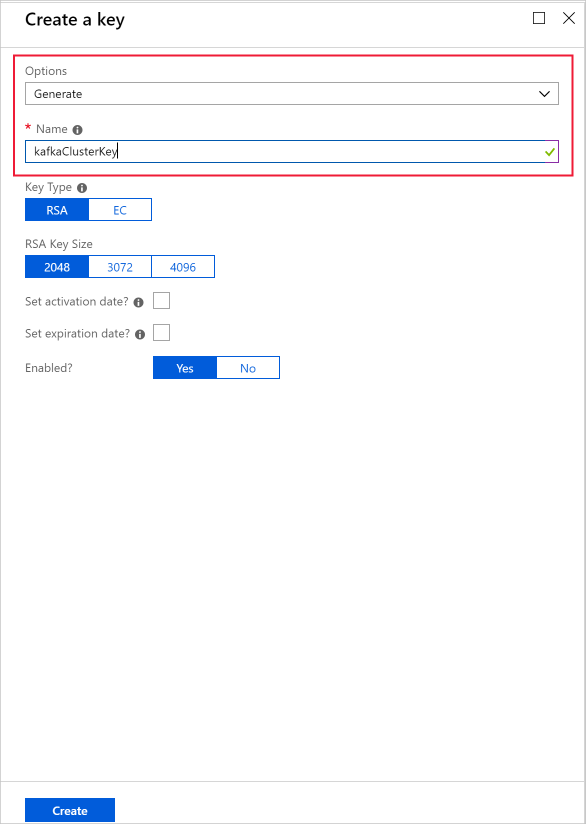 Create a key
Options
Generate
* Name
kafkaClusterKey
Key Type
RSA EC
RSA Key Size
2048 3072 4096
Set activation date?
Set expiration date?
Enabled? Yes No
Create